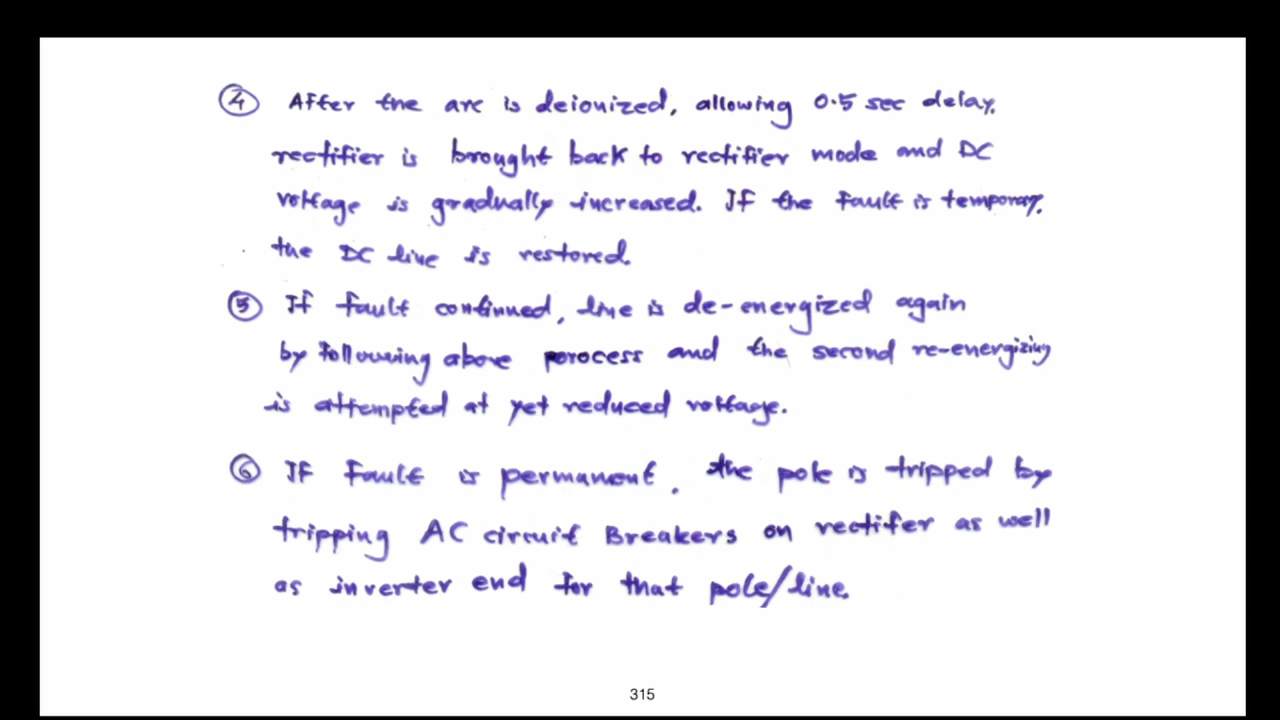 ④ After the arc is deionized, allowing 0.5 sec delay,
rectifier is brought back to rectifier mode and DC
voltage is gradually increased. If the fault is temporary,
the DC line is restored.
⑤ If fault continued, line is de-energized again
by following above porocess and the second re-energizing
is attempted at yet reduced voltage.
⑥ If fault is permanent, the pole is tripped by
tripping AC circuit Breakers on rectifer as well
as inverter end for that pole/line.
315